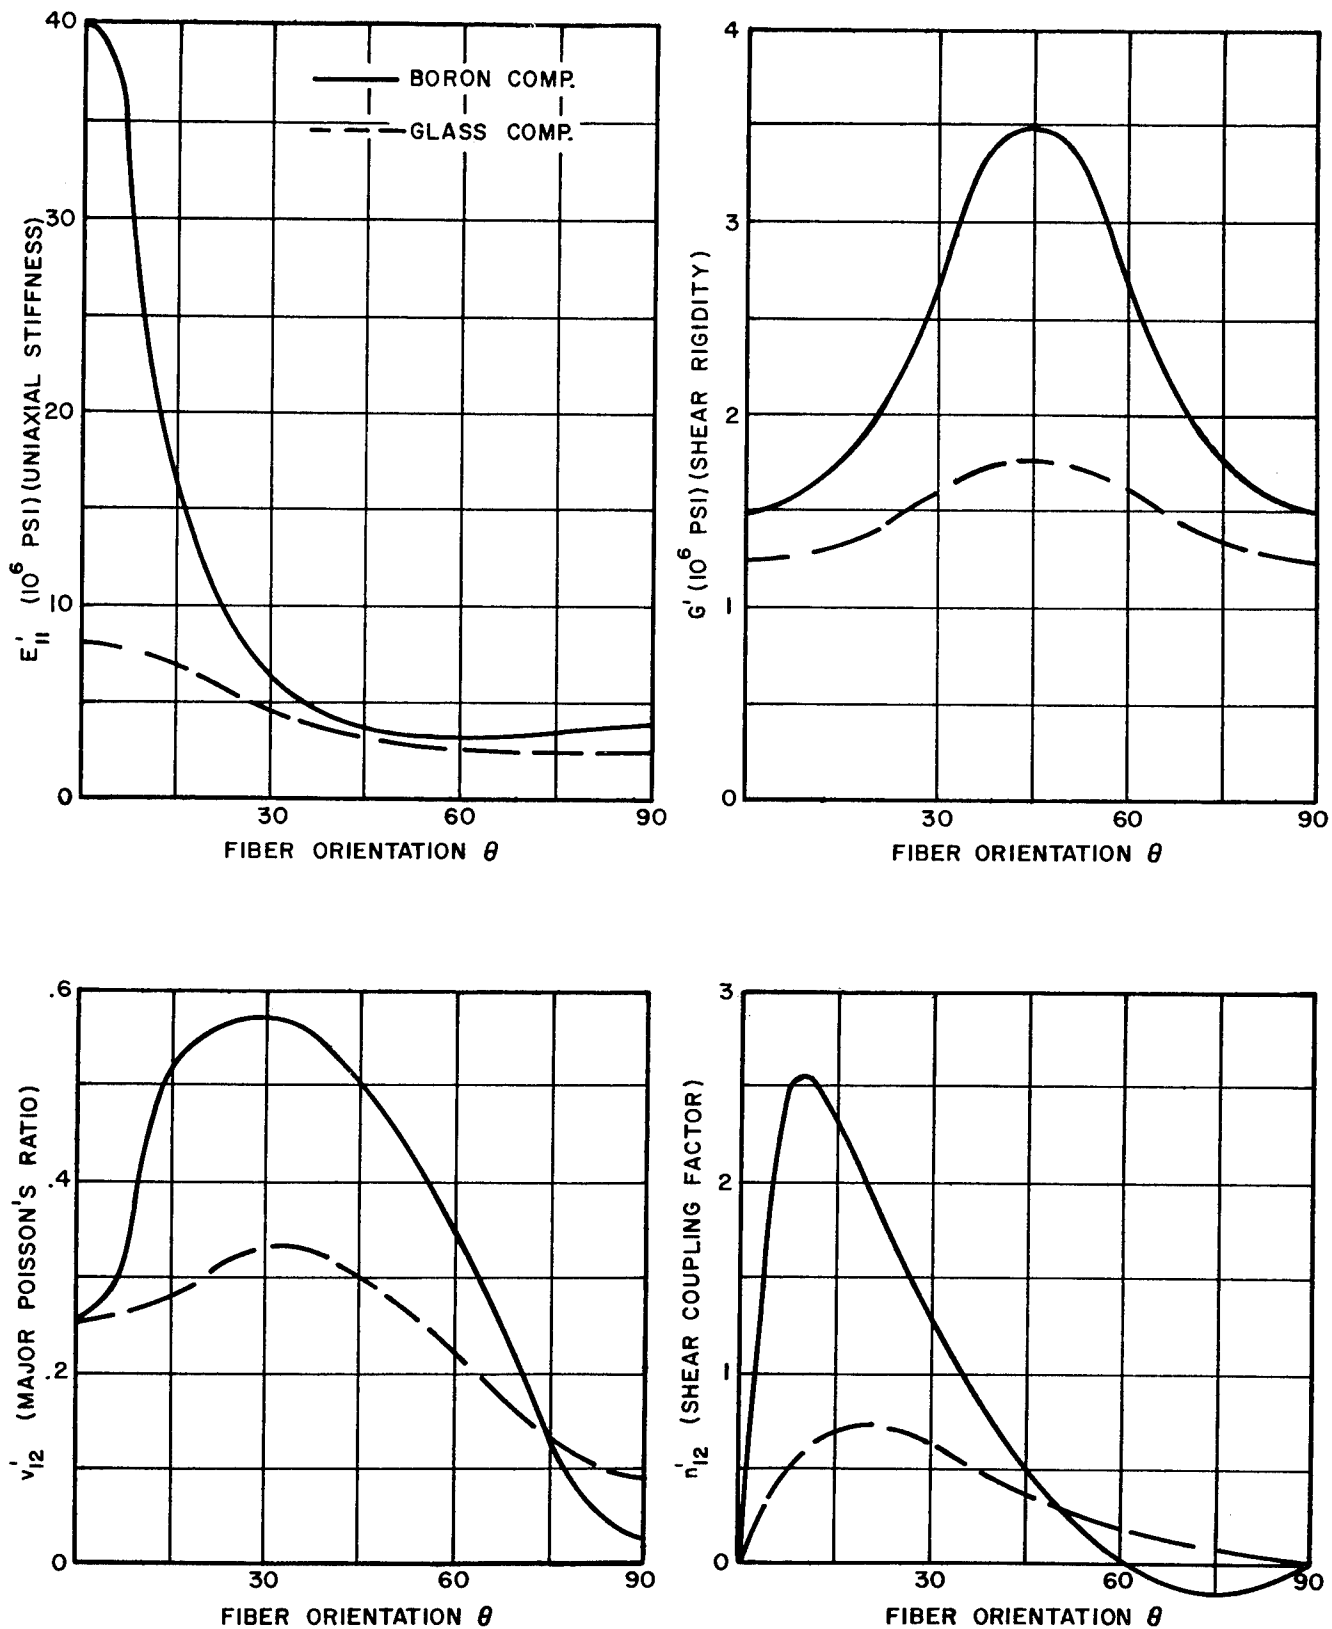 40
30
20
10
0
E'11 (10^6 PSI) (UNIAXIAL STIFFNESS)
BORON COMP.
GLASS COMP.
30 60 90
FIBER ORIENTATION θ
4
3
2
1
0
G' (10^6 PSI) (SHEAR RIGIDITY)
30 60 90
FIBER ORIENTATION θ
.6
.4
.2
0
ν'12 (MAJOR POISSON'S RATIO)
30 60 90
FIBER ORIENTATION θ
3
2
1
0
n'12 (SHEAR COUPLING FACTOR)
30 60 90
FIBER ORIENTATION θ